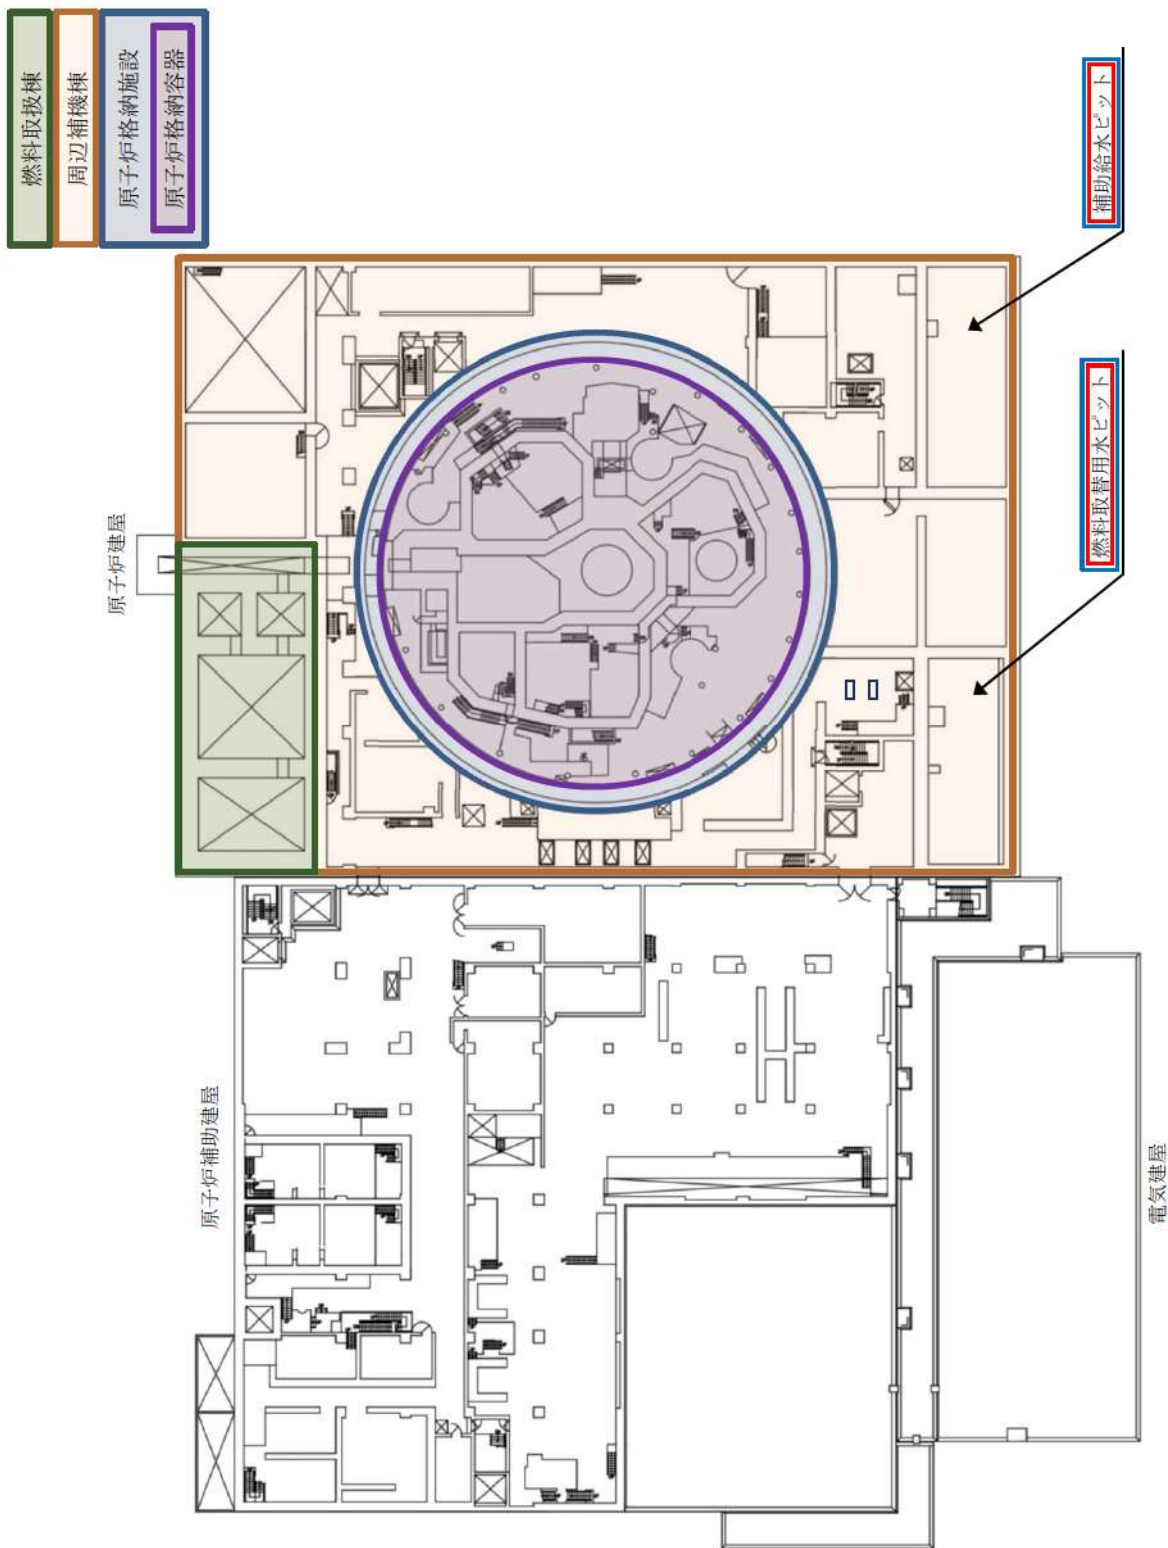 燃料取扱棟
周辺補機棟
原子炉格納施設
原子炉格納容器
原子炉建屋
補助給水ピット
燃料取替用水ピット
原子炉補助建屋
電気建屋